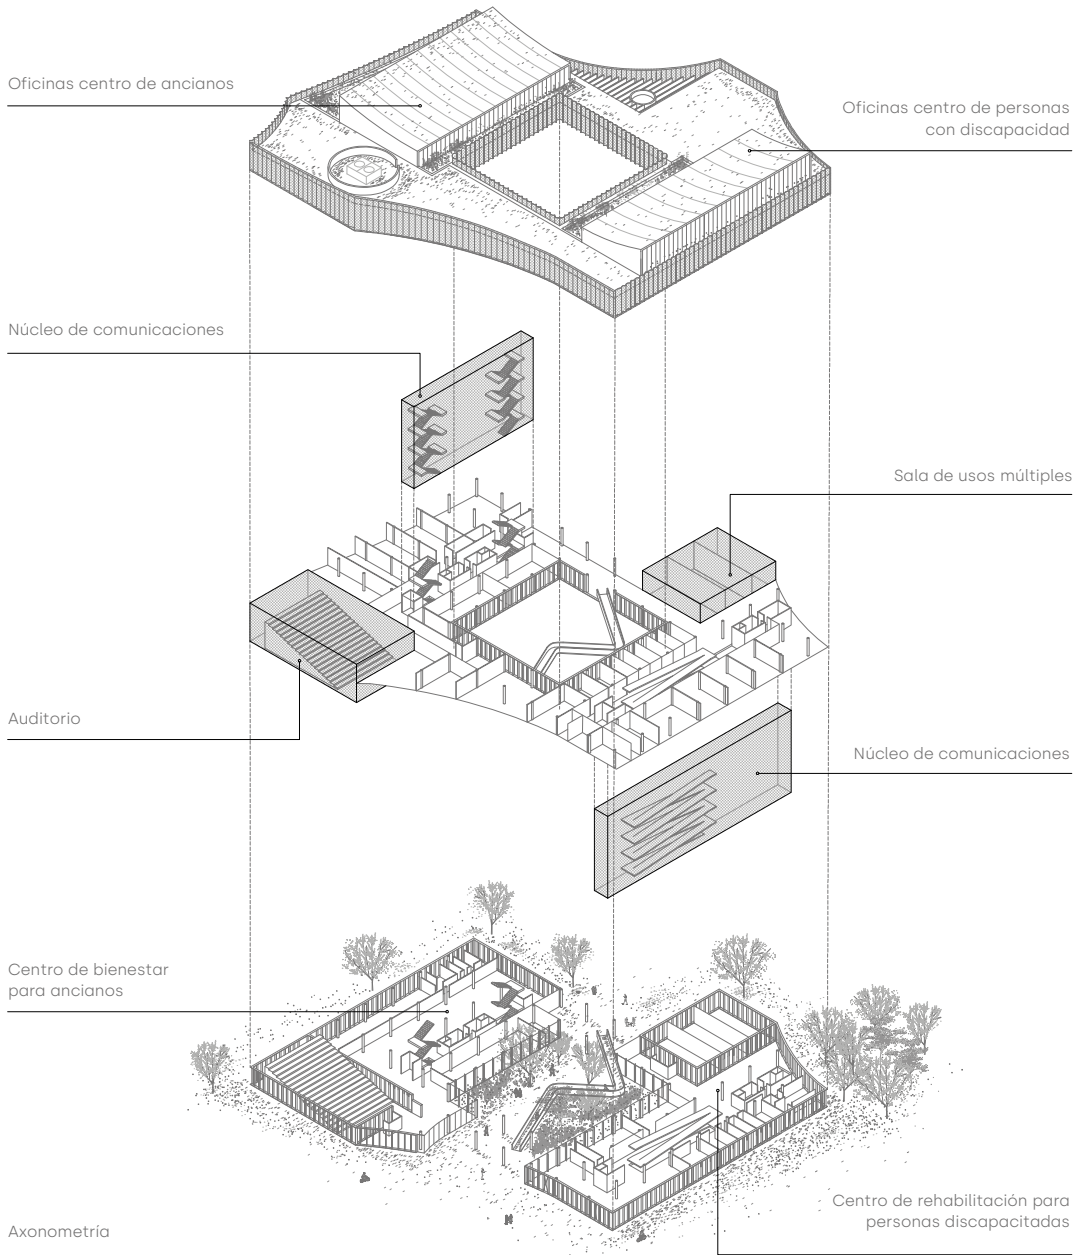 Oficinas centro de ancianos
Oficinas centro de personas
con discapacidad
Núcleo de comunicaciones
Sala de usos múltiples
Auditorio
Núcleo de comunicaciones
Centro de bienestar
para ancianos
Centro de rehabilitación para
personas discapacitadas
Axonometría